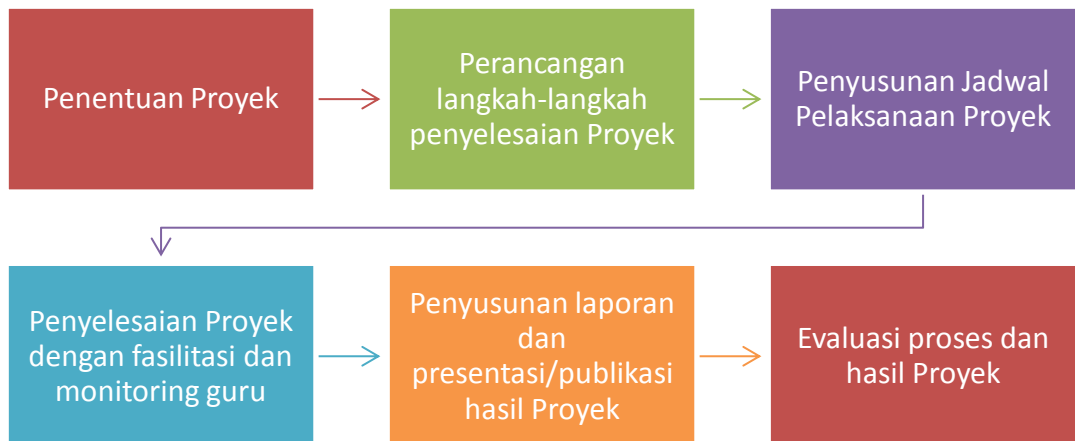 Penentuan Proyek
Perancangan
langkah-langkah
penyelesaian Proyek
Penyusunan Jadwal
Pelaksanaan Proyek
Penyelesaian Proyek
dengan fasilitasi dan
monitoring guru
Penyusunan laporan
dan
presentasi/publikasi
hasil Proyek
Evaluasi proses dan
hasil Proyek